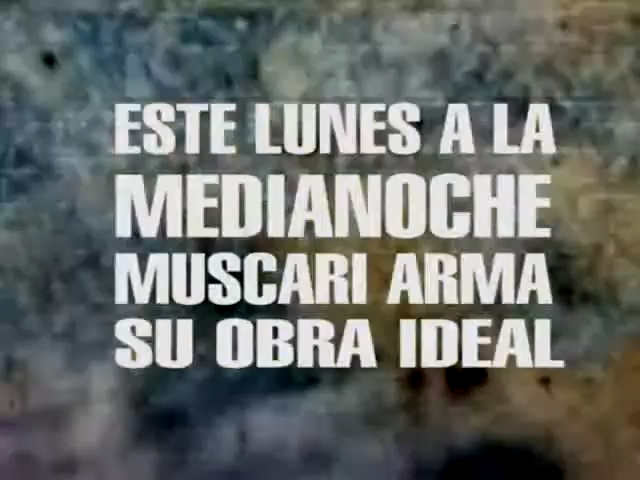 ESTE LUNES A LA
MEDIANOCHE
MUSCARI ARMA
SU OBRA IDEAL